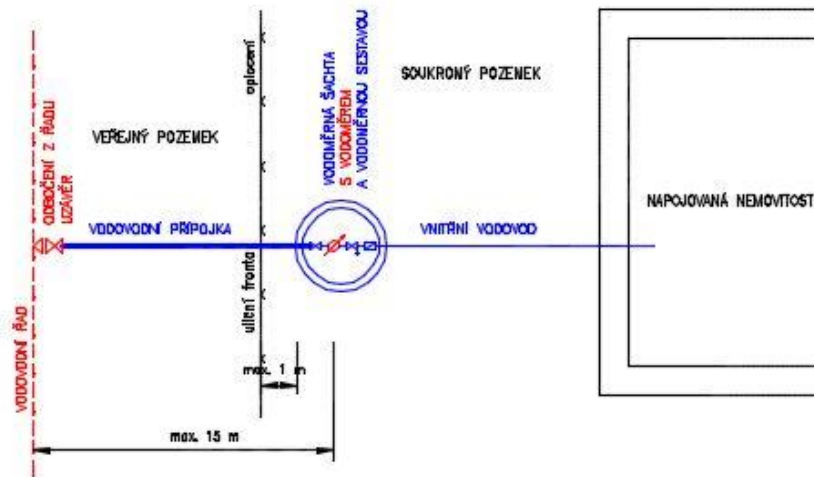 VODOVODNÍ ŘAD
ODBOČENÍ Z ŘADU
UZÁVĚR
VEŘEJNÝ POZEMEK
VODOVODNÍ PŘÍPOJKA
oplocení
uliční fronta
VODOMĚRNÁ ŠACHTA
S VODOMĚREM
A VODOMĚRNOU SESTAVOU
SOUKROMÝ POZEMEK
VNITŘNÍ VODOVOD
NAPOJOVANÁ NEMOVITOST
max. 1 m
max. 15 m